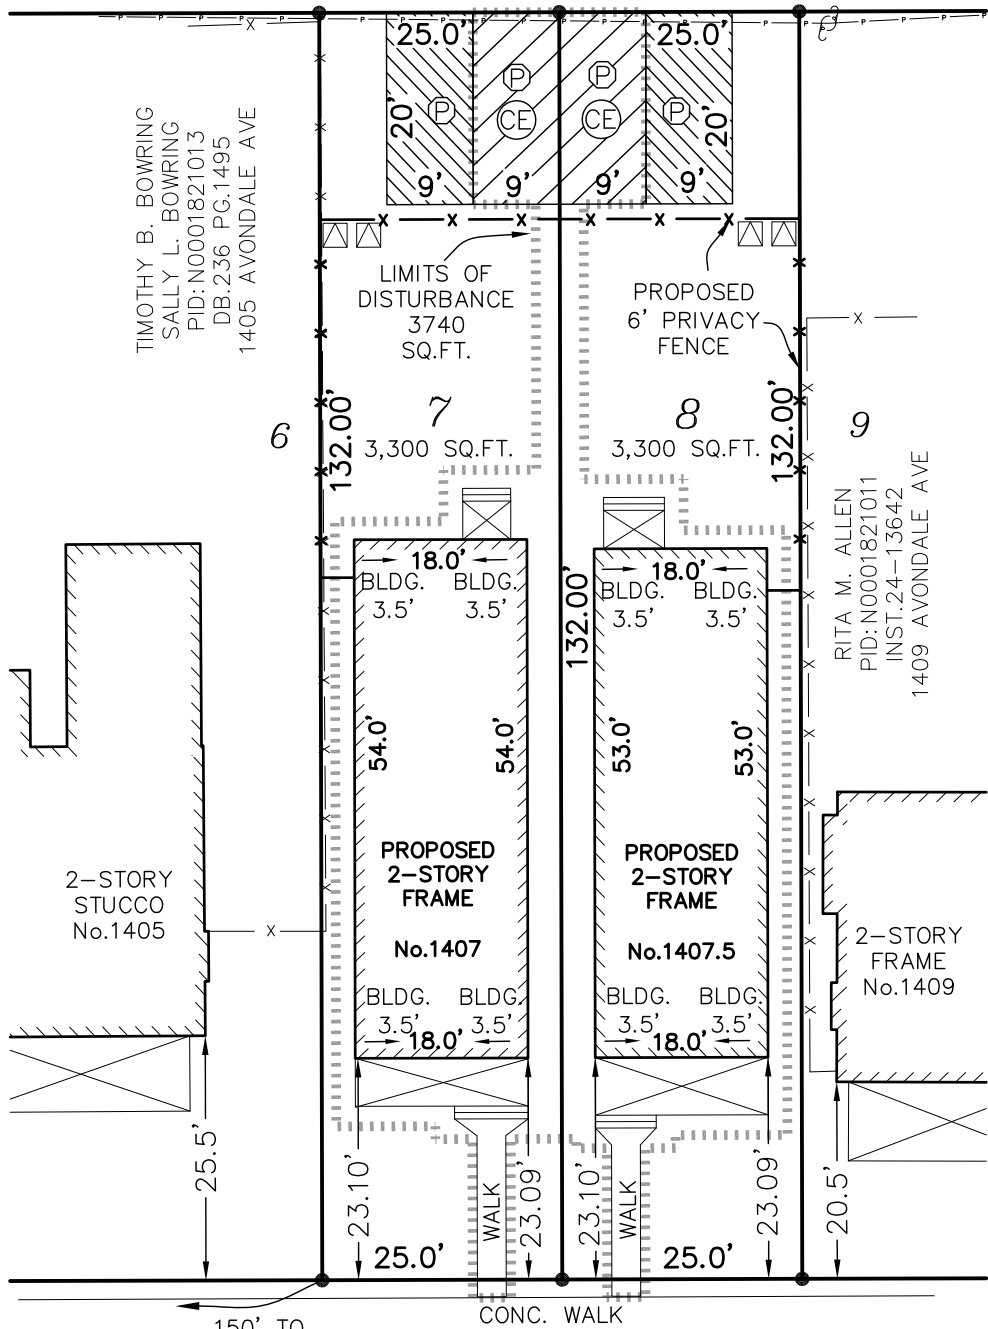 25.0'
25.0'
P
P
P
P
CE
CE
20'
20'
9'
9'
9'
9'
TIMOTHY B. BOWRING
SALLY L. BOWRING
PID:N0001821013
DB.236 PG.1495
1405 AVONDALE AVE
LIMITS OF
DISTURBANCE
3740
SQ.FT.
PROPOSED
6' PRIVACY
FENCE
6
132.00'
7
3,300 SQ.FT.
8
3,300 SQ.FT.
132.00'
9
RITA M. ALLEN
PID:N0001821011
INST.24-13642
1409 AVONDALE AVE
18.0'
BLDG.
3.5'
BLDG.
3.5'
132.00'
18.0'
BLDG.
3.5'
BLDG.
3.5'
54.0'
54.0'
53.0'
53.0'
2-STORY
STUCCO
No.1405
PROPOSED
2-STORY
FRAME
No.1407
PROPOSED
2-STORY
FRAME
No.1407.5
2-STORY
FRAME
No.1409
BLDG.
3.5'
BLDG.
3.5'
18.0'
BLDG.
3.5'
BLDG.
3.5'
18.0'
25.5'
23.10'
WALK
23.09'
23.10'
WALK
23.09'
20.5'
25.0'
25.0'
CONC. WALK
150' TO